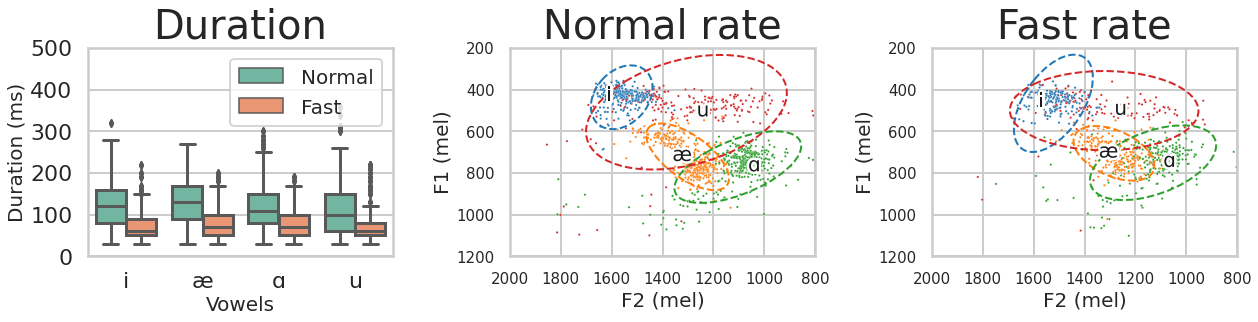 Duration
Duration (ms)
500
400
300
200
100
0
Normal
Fast
i æ ɑ u
Vowels
Normal rate
F1 (mel)
200
400
600
800
1000
1200
i
u
æ
ɑ
2000 1800 1600 1400 1200 1000 800
F2 (mel)
Fast rate
F1 (mel)
200
400
600
800
1000
1200
i
u
æ
ɑ
2000 1800 1600 1400 1200 1000 800
F2 (mel)